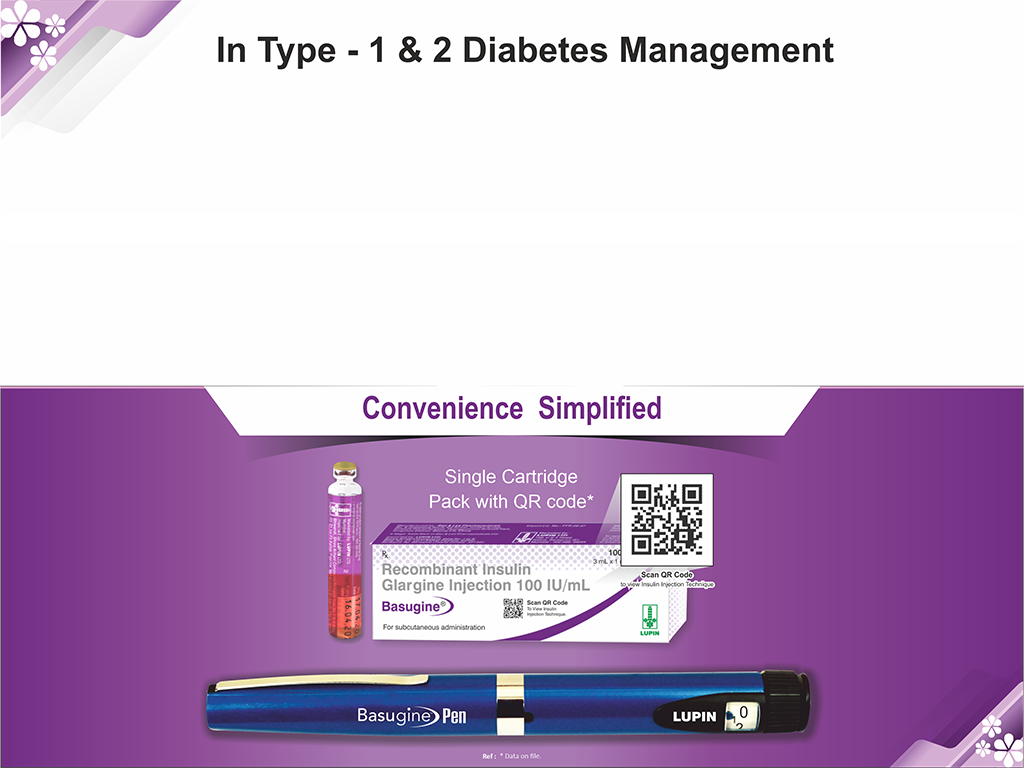 In Type - 1 & 2 Diabetes Management
Convenience  Simplified
Single Cartridge
Pack with QR code*
Rx
100
3 mL x 1
Recombinant Insulin
Glargine Injection 100 IU/mL
Basugine®
Scan QR Code
To View Insulin
Injection Technique
For subcutaneous administration
LUPIN
Scan QR Code
to view Insulin Injection Technique
Basugine Pen
LUPIN
0
2
Ref : * Data on file.